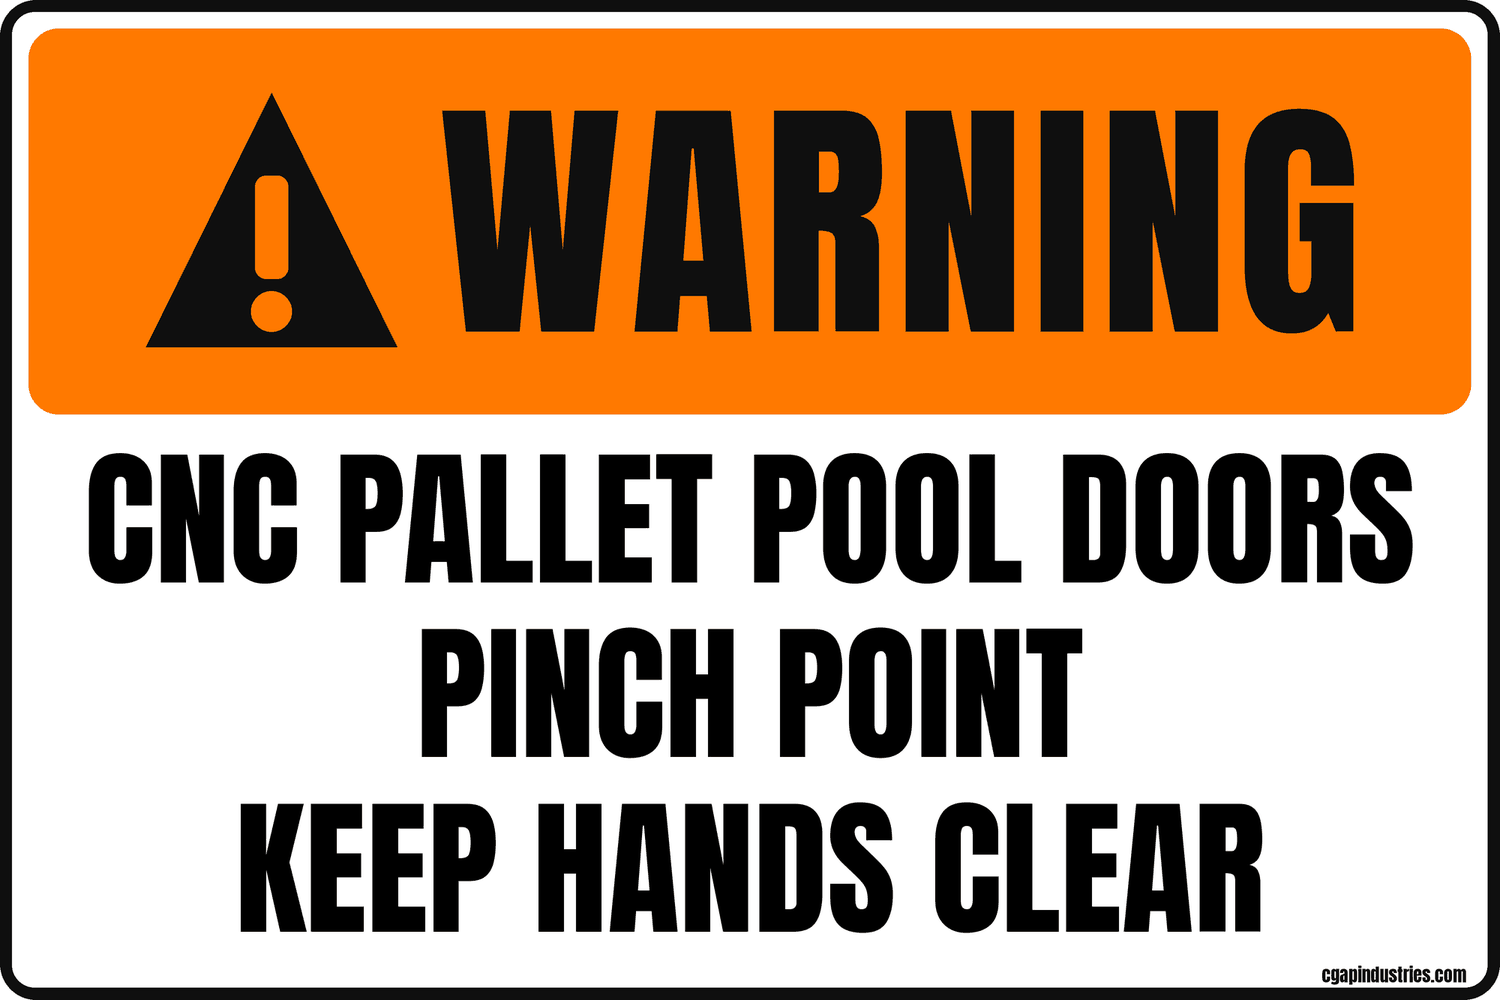 WARNING
CNC PALLET POOL DOORS
PINCH POINT
KEEP HANDS CLEAR
cgapindustries.com